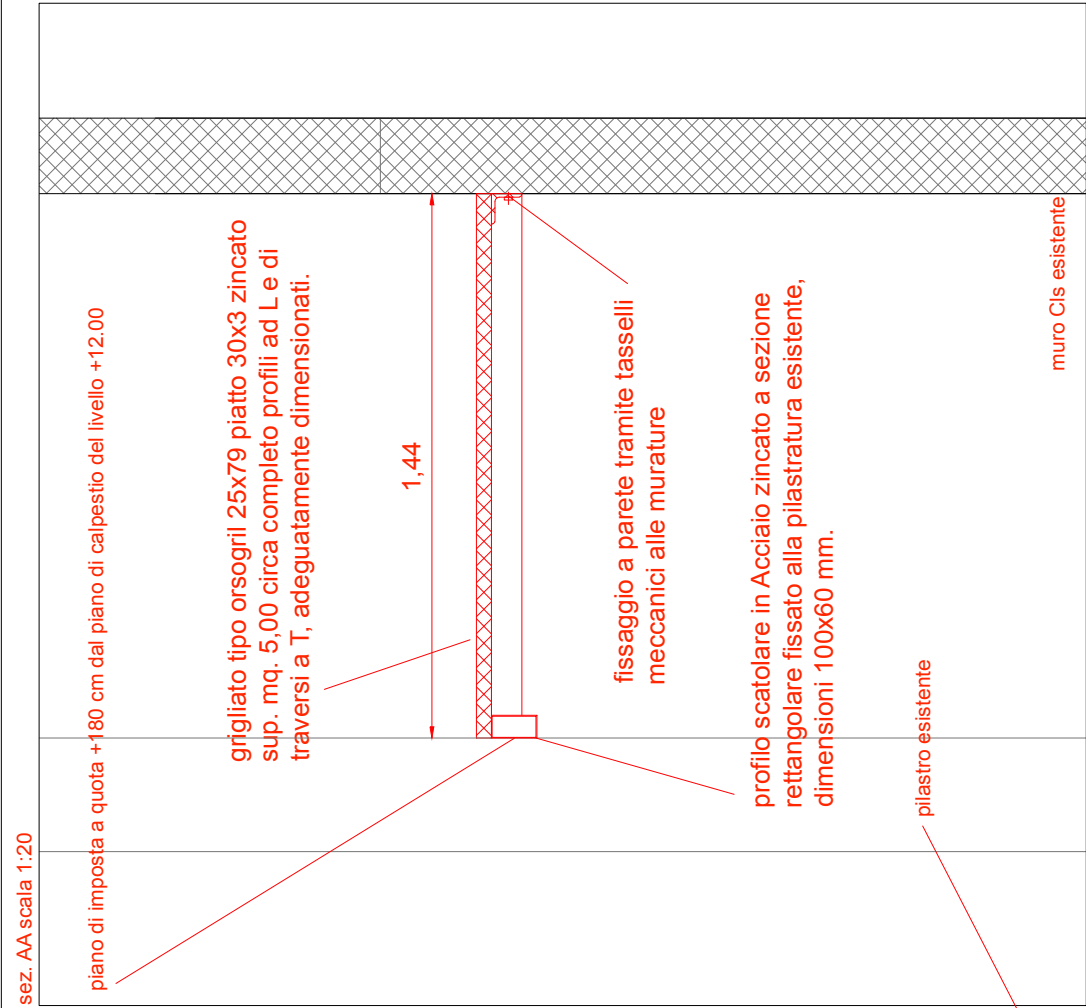 sez. AA scala 1:20
piano di imposta a quota +180 cm dal piano di calpestio del livello +12.00
grigliato tipo orsogril 25x79 piatto 30x3 zincato
sup. mq. 5,00 circa completo profili ad L e di
traversi a T, adeguatamente dimensionati.
1,44
fissaggio a parete tramite tasselli
meccanici alle murature
profilo scatolare in Acciaio zincato a sezione
rettangolare fissato alla pilastratura esistente,
dimensioni 100x60 mm.
pilastro esistente
muro Cls esistente